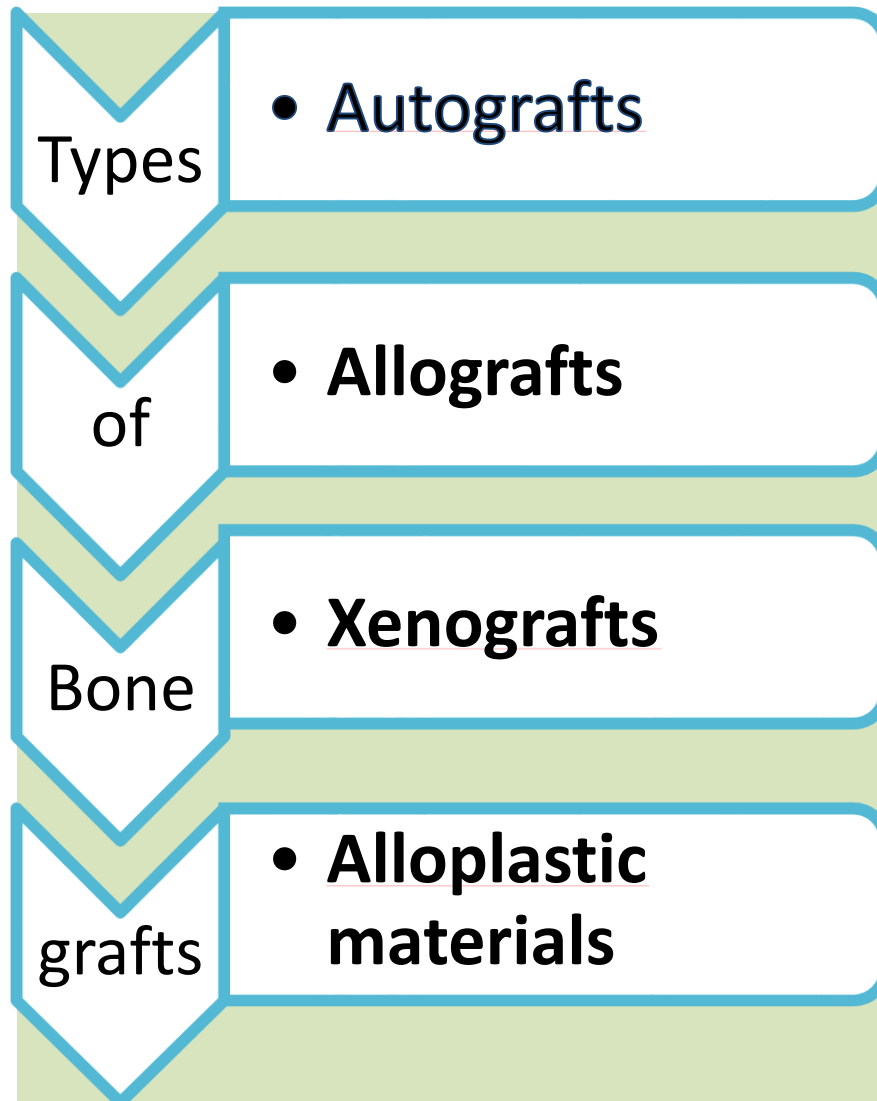 Types
• Autografts
of
• Allografts
Bone
• Xenografts
grafts
• Alloplastic
materials